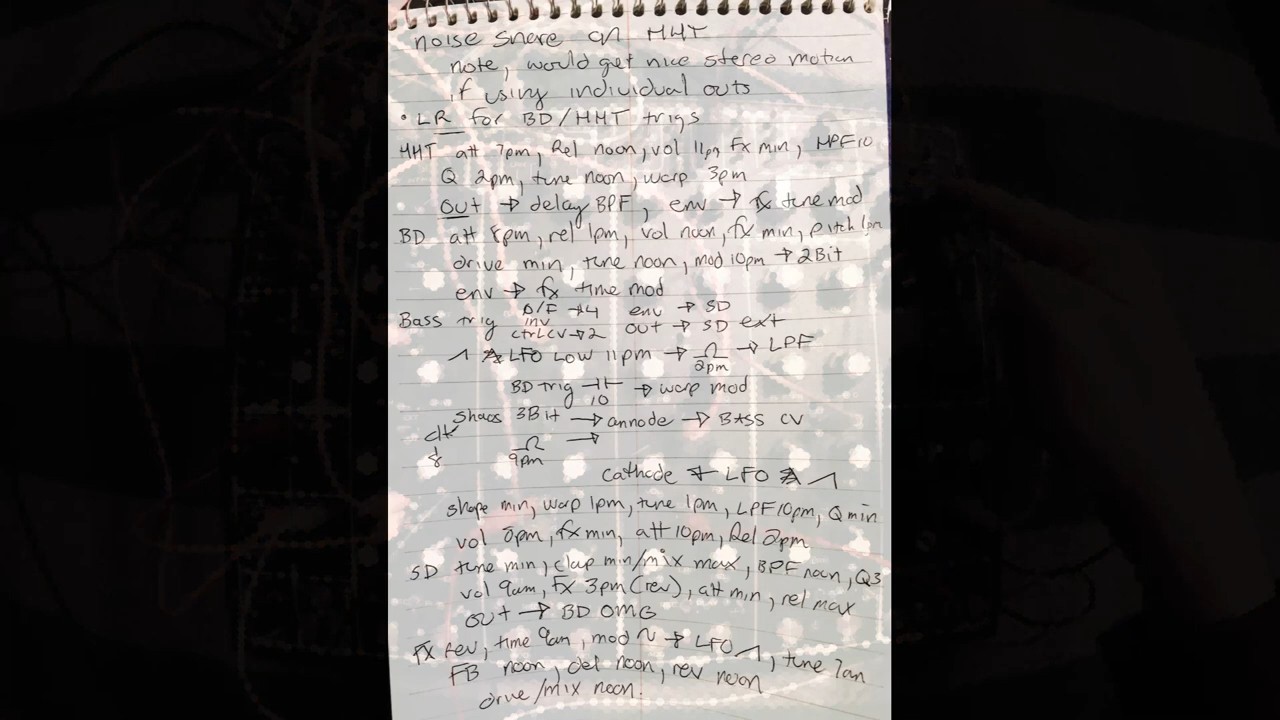 noise snare on HHT
note, would get nice stereo motion
if using individual outs
• LR for BD/HHT trigs
HHT att 7pm, Rel noon, vol 11pm, fx min, HPF10
Q 2pm, tune noon, warp 3pm
out → delay BPF, env → fx tune mod
BD att 8pm, rel 1pm, vol noon, fx min, pitch 1pm
drive min, tune noon, mod 10pm → 2Bit
env → fx time mod
Bass trig D/F → 4 env → SD
inv
ctrl CV → 2 out → SD ext
LFO LOW 11pm → Ω → LPF
2pm
BD trig ⊣⊢ → warp mod
10
3Bit → annode → BASS CV
Ω →
9pm
cathode LFO
shape min, warp 1pm, tune 1pm, LPF 10pm, Q min
vol 5pm, fx min, att 10pm, Rel 2pm
SD tune min, clap min/mix max, BPF noon, Q3
vol 9am, FX 3pm (rev), att min, rel max
out → BD OMG
FX rev, time 9am, mod ~ → LFO, tune 7am
FB noon, del noon, rev noon
drive/mix noon.